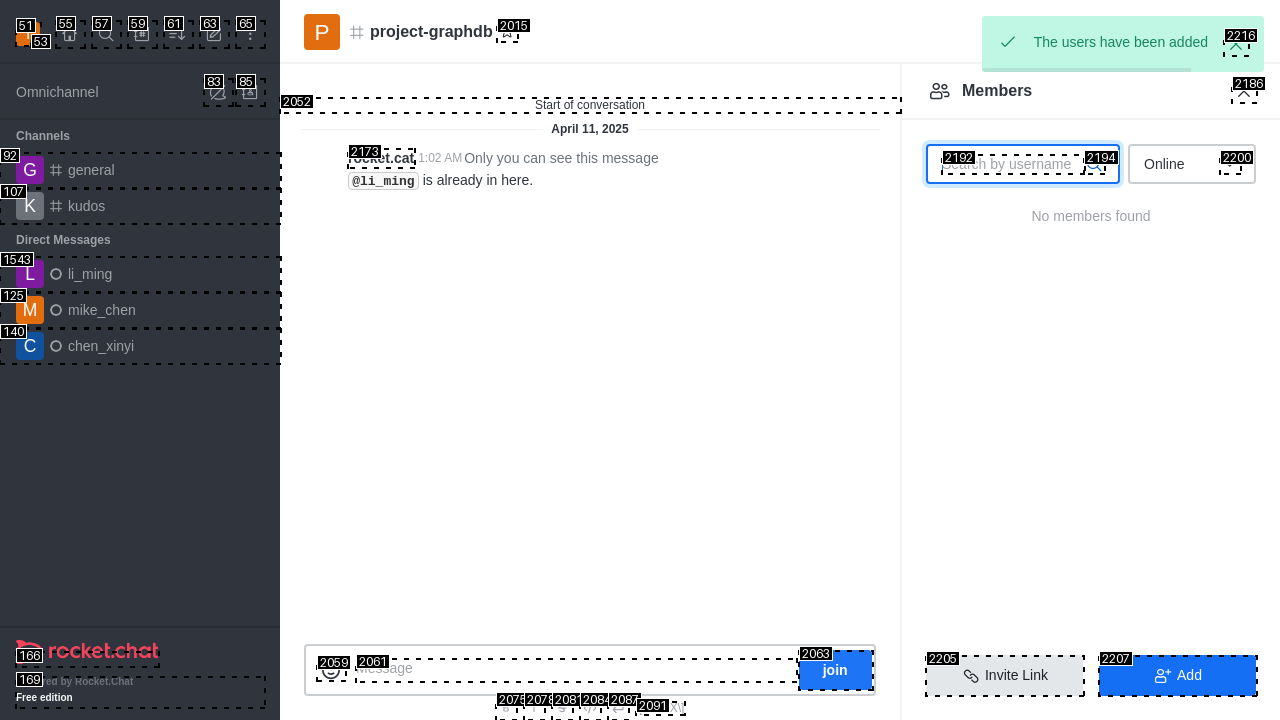 51
53
55
57
59
61
63
65
P
project-graphdb
2015
The users have been added
2216
Omnichannel
83
85
2052
Start of conversation
Members
2186
April 11, 2025
Channels
92
G
general
107
K
kudos
2173
rocket.cat 1:02 AM Only you can see this message
@li_ming is already in here.
2192
Search by username
2194
Online
2200
No members found
Direct Messages
1543
L
li_ming
125
M
mike_chen
140
C
chen_xinyi
166
rocket.chat
169
Powered by Rocket.Chat
Free edition
2059
2061
Message
2063
join
2205
Invite Link
2207
Add
2075
2078
2081
2084
2087
2091